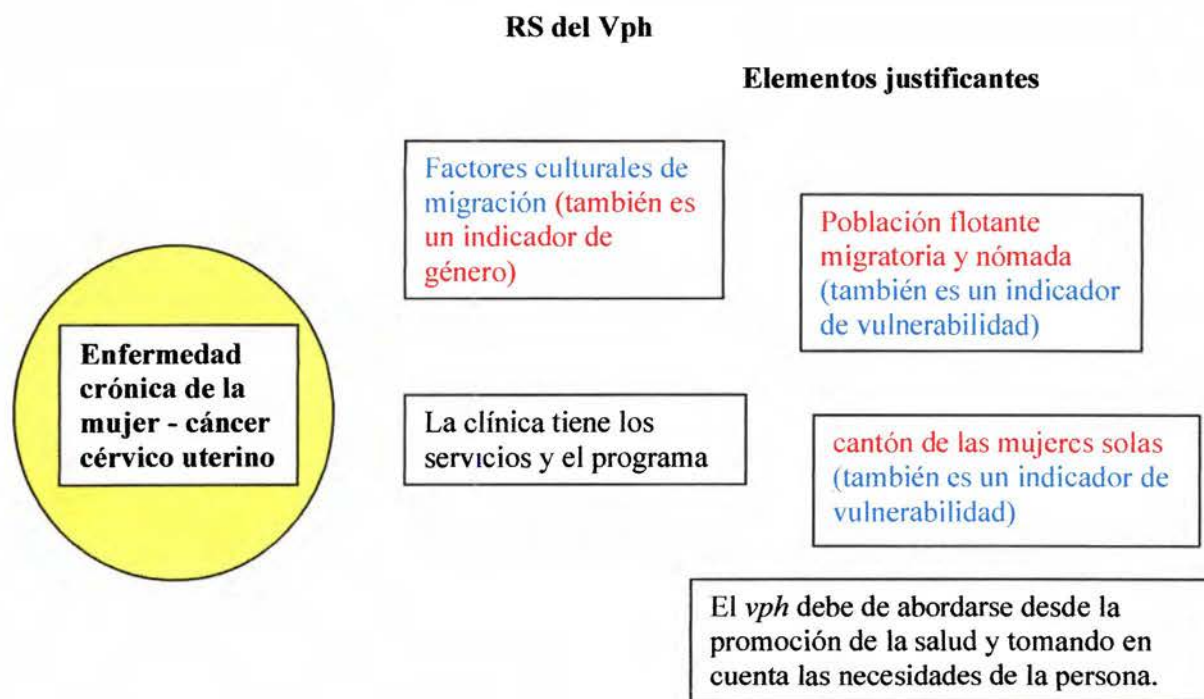 RS del Vph
Elementos justificantes
Factores culturales de
migración (también es
un indicador de
género)
Población flotante
migratoria y nómada
(también es un indicador
de vulnerabilidad)
Enfermedad
crónica de la
mujer - cáncer
cérvico uterino
La clínica tiene los
servicios y el programa
cantón de las mujeres solas
(también es un indicador de
vulnerabilidad)
El vph debe de abordarse desde la
promoción de la salud y tomando en
cuenta las necesidades de la persona.